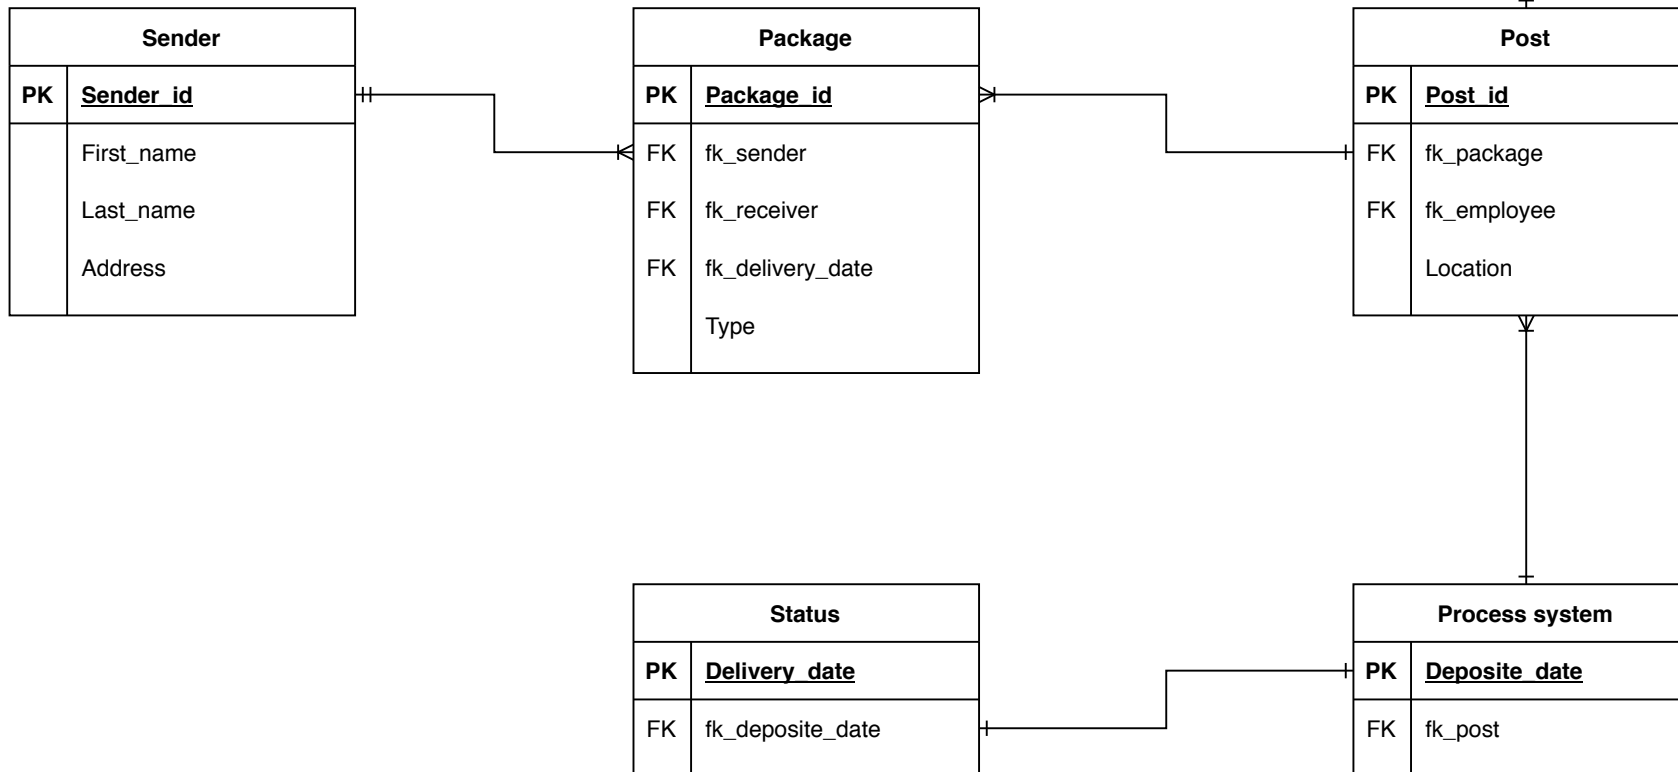 Sender
PK Sender_id
First_name
Last_name
Address
Package
PK Package_id
FK fk_sender
FK fk_receiver
FK fk_delivery_date
Type
Post
PK Post_id
FK fk_package
FK fk_employee
Location
Status
PK Delivery_date
FK fk_deposite_date
Process system
PK Deposite_date
FK fk_post